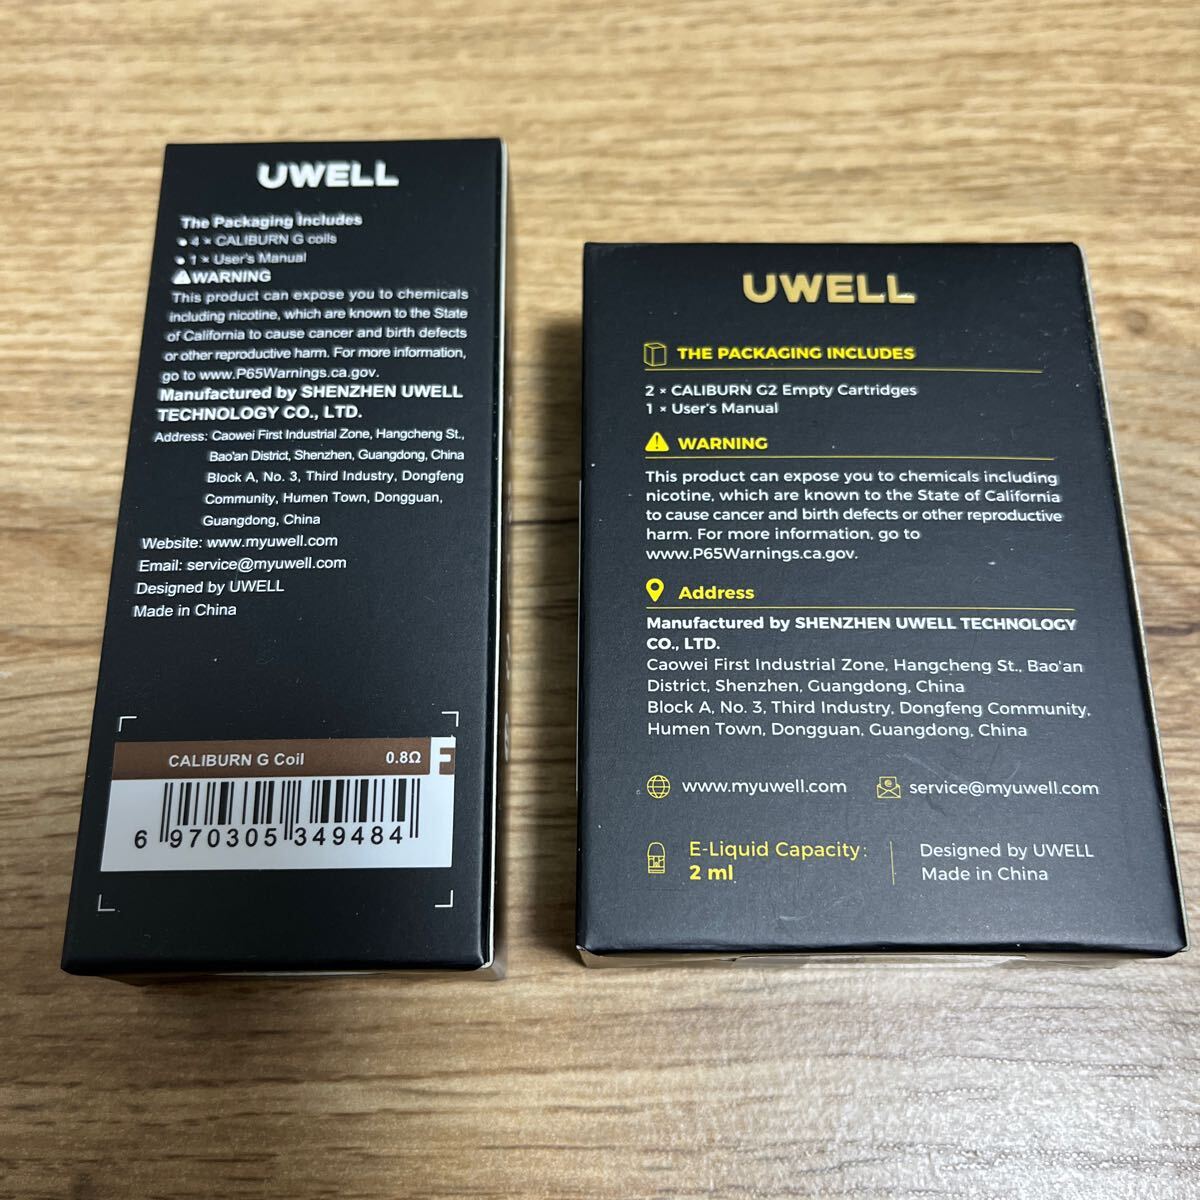 UWELL
The Packaging Includes
● 4 × CALIBURN G coils
● 1 × User's Manual
WARNING
This product can expose you to chemicals
including nicotine, which are known to the State
of California to cause cancer and birth defects
or other reproductive harm. For more information,
go to www.P65Warnings.ca.gov.
Manufactured by SHENZHEN UWELL
TECHNOLOGY CO., LTD.
Address: Caowei First Industrial Zone, Hangcheng St.,
Bao'an District, Shenzhen, Guangdong, China
Block A, No. 3, Third Industry, Dongfeng
Community, Humen Town, Dongguan,
Guangdong, China
Website: www.myuwell.com
Email: service@myuwell.com
Designed by UWELL
Made in China
CALIBURN G Coil 0.8Ω
6 970305 349484
UWELL
THE PACKAGING INCLUDES
2 × CALIBURN G2 Empty Cartridges
1 × User's Manual
WARNING
This product can expose you to chemicals including
nicotine, which are known to the State of California
to cause cancer and birth defects or other reproductive
harm. For more information, go to
www.P65Warnings.ca.gov.
Address
Manufactured by SHENZHEN UWELL TECHNOLOGY
CO., LTD.
Caowei First Industrial Zone, Hangcheng St., Bao'an
District, Shenzhen, Guangdong, China
Block A, No. 3, Third Industry, Dongfeng Community,
Humen Town, Dongguan, Guangdong, China
www.myuwell.com service@myuwell.com
E-Liquid Capacity:
2 ml
Designed by UWELL
Made in China